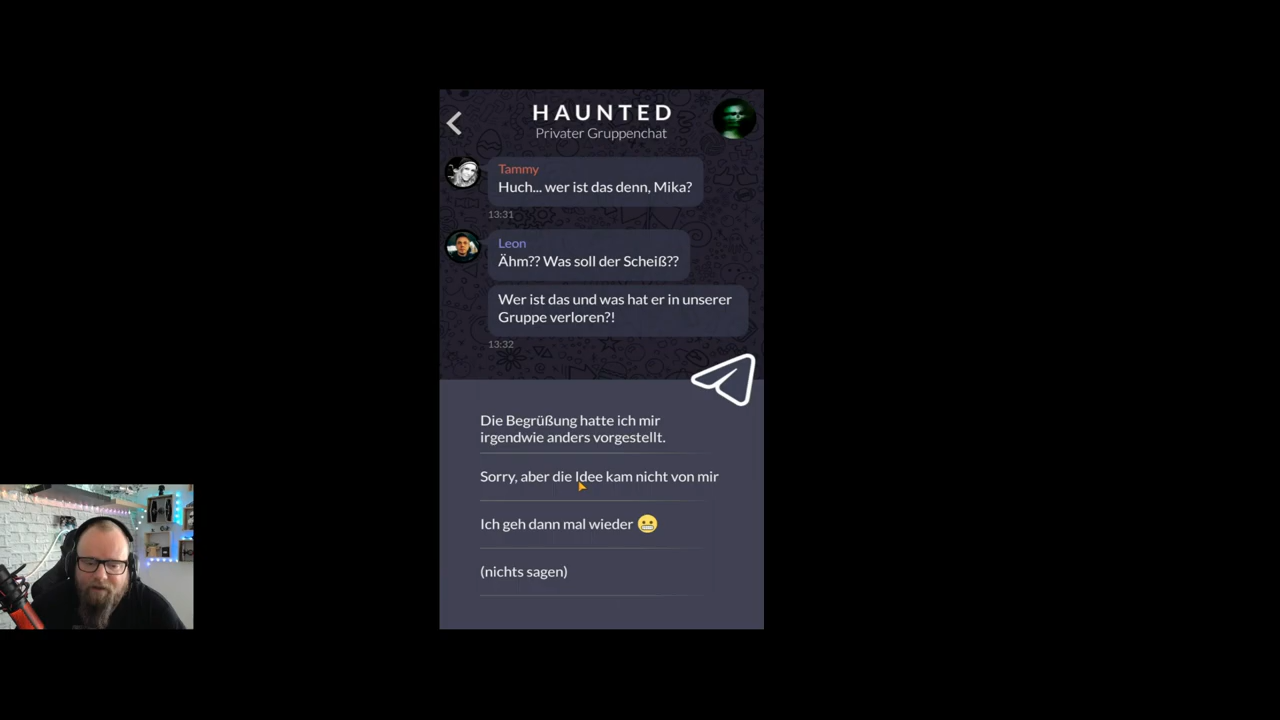 HAUNTED
Privater Gruppenchat
Tammy
Huch... wer ist das denn, Mika?
13:31
Leon
Ähm?? Was soll der Scheiß??
Wer ist das und was hat er in unserer
Gruppe verloren?!
13:32
Die Begrüßung hatte ich mir
irgendwie anders vorgestellt.
Sorry, aber die Idee kam nicht von mir
Ich geh dann mal wieder 😬
(nichts sagen)